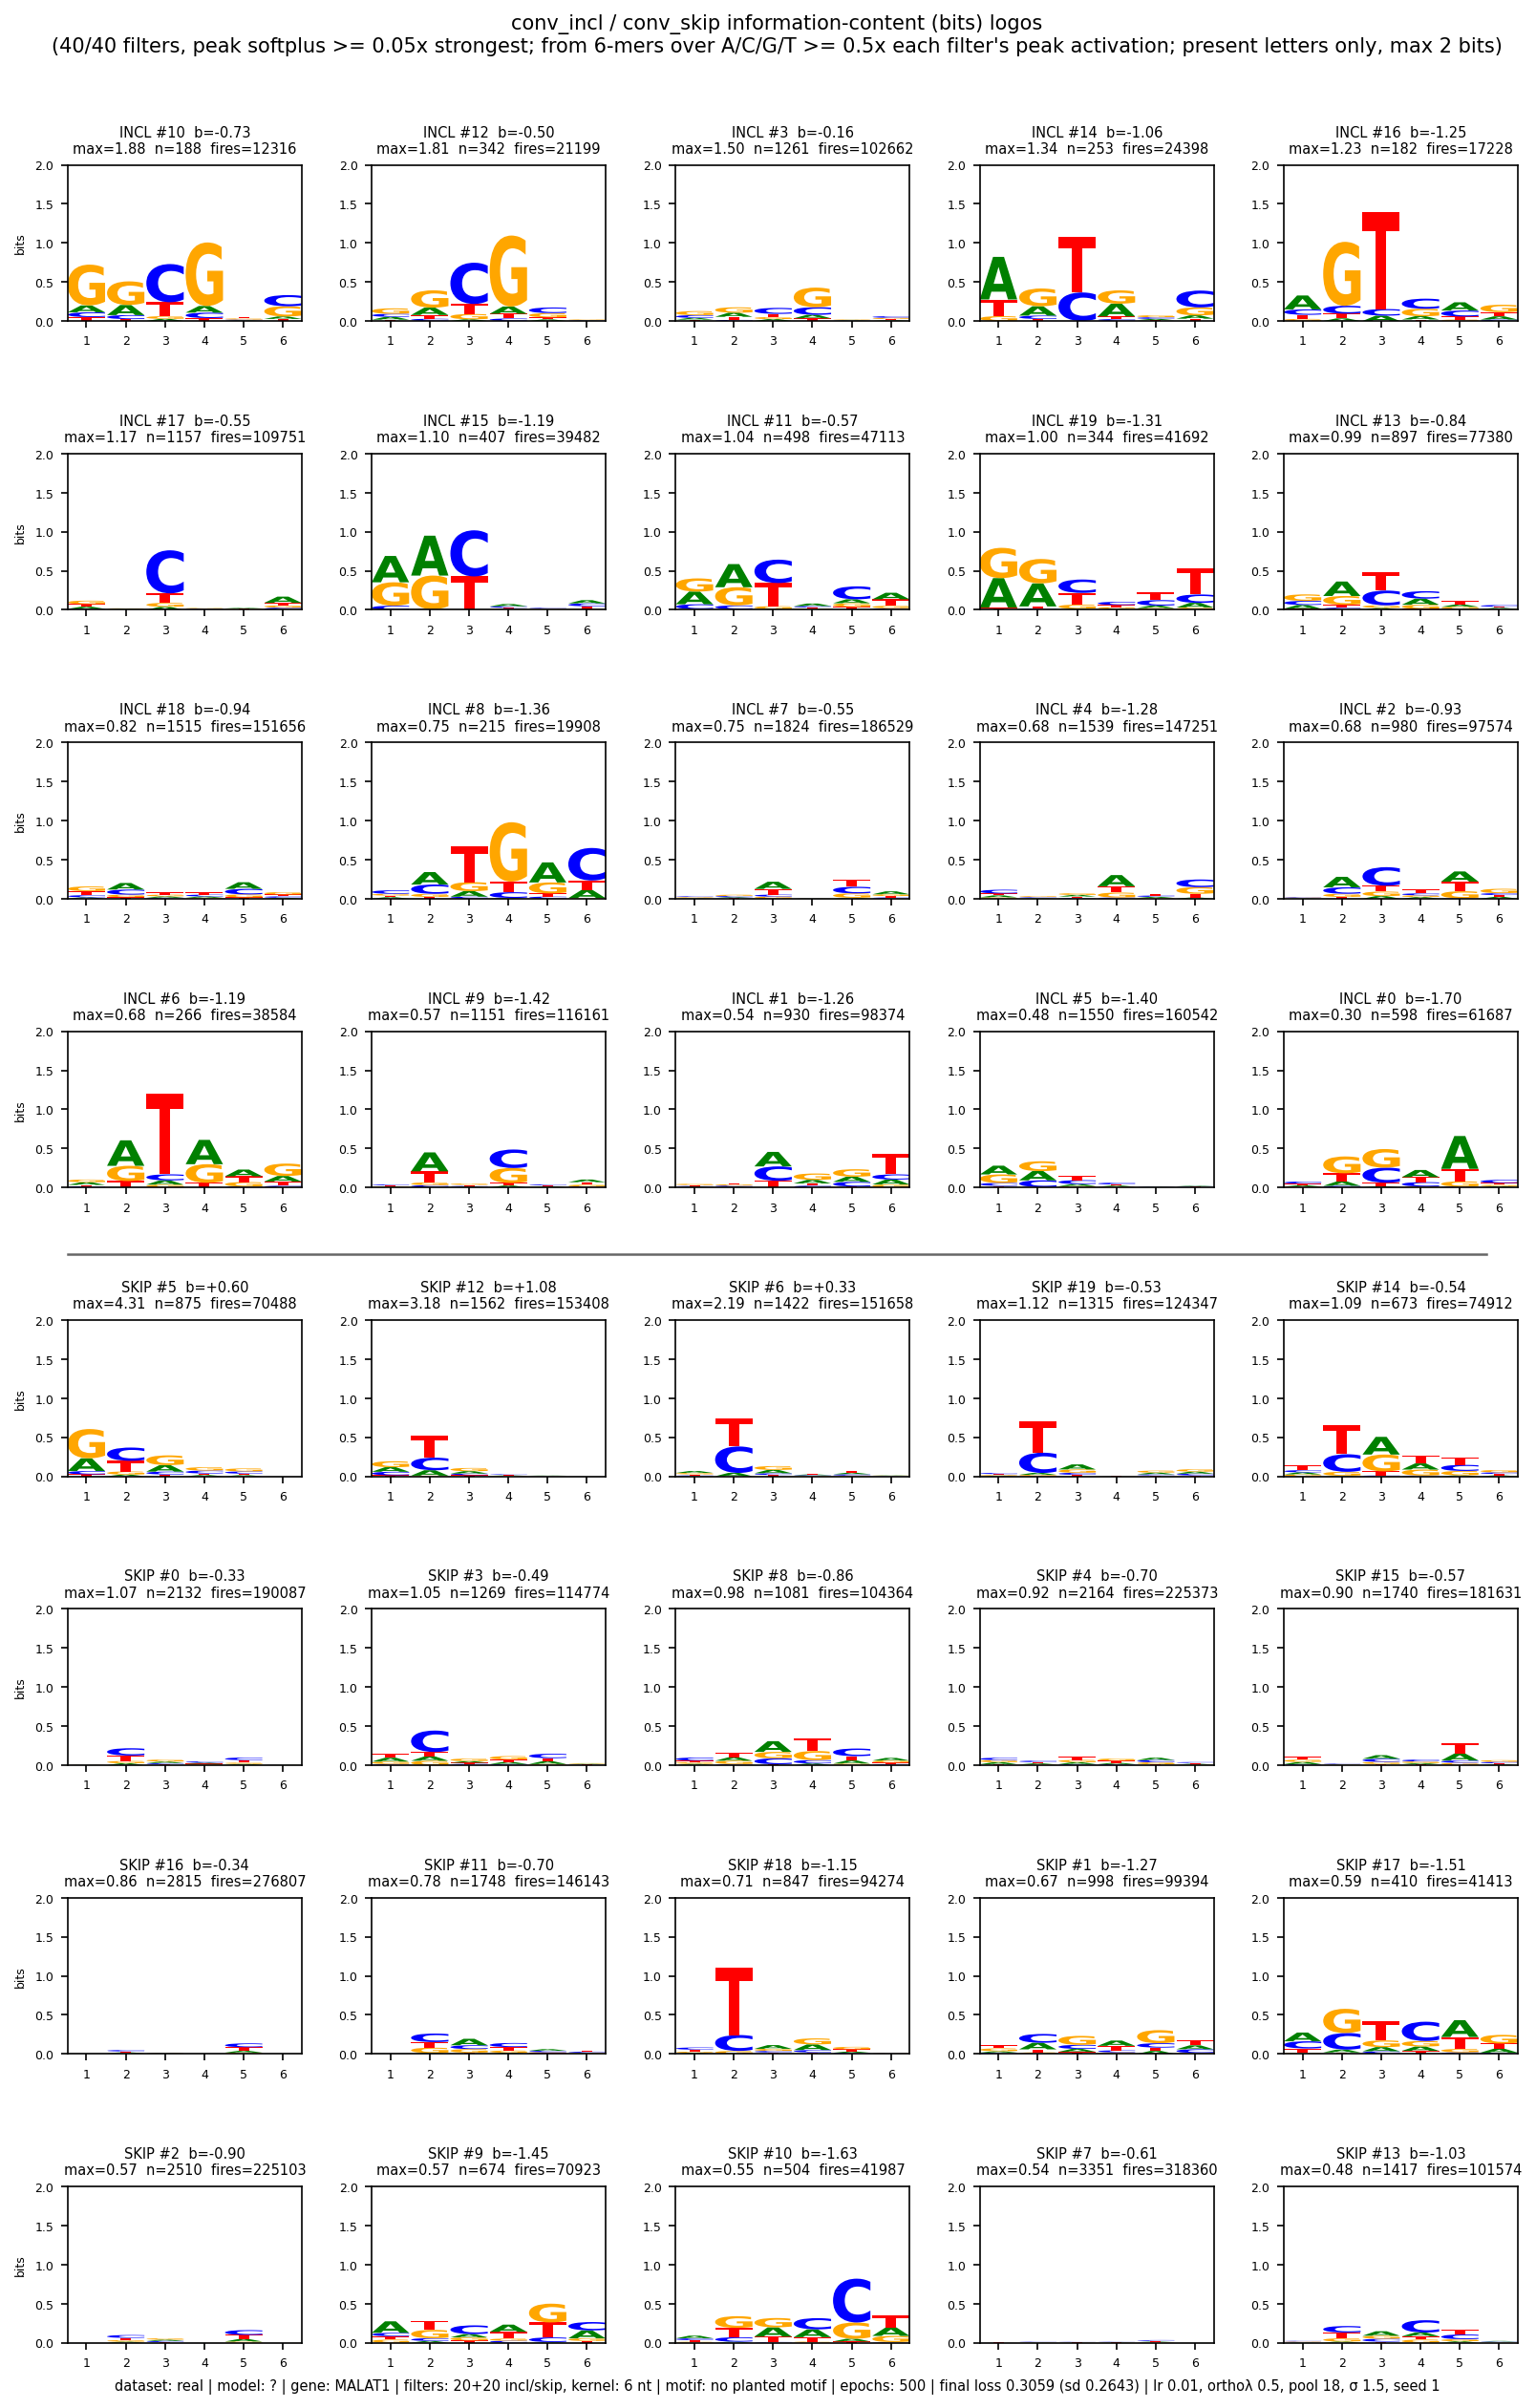 conv_incl / conv_skip information-content (bits) logos
(40/40 filters, peak softplus >= 0.05x strongest; from 6-mers over A/C/G/T >= 0.5x each filter's peak activation; present letters only, max 2 bits)
INCL #10 b=-0.73
max=1.88 n=188 fires=12316
INCL #12 b=-0.50
max=1.81 n=342 fires=21199
INCL #3 b=-0.16
max=1.50 n=1261 fires=102662
INCL #14 b=-1.06
max=1.34 n=253 fires=24398
INCL #16 b=-1.25
max=1.23 n=182 fires=17228
bits
INCL #17 b=-0.55
max=1.17 n=1157 fires=109751
INCL #15 b=-1.19
max=1.10 n=407 fires=39482
INCL #11 b=-0.57
max=1.04 n=498 fires=47113
INCL #19 b=-1.31
max=1.00 n=344 fires=41692
INCL #13 b=-0.84
max=0.99 n=897 fires=77380
bits
INCL #18 b=-0.94
max=0.82 n=1515 fires=151656
INCL #8 b=-1.36
max=0.75 n=215 fires=19908
INCL #7 b=-0.55
max=0.75 n=1824 fires=186529
INCL #4 b=-1.28
max=0.68 n=1539 fires=147251
INCL #2 b=-0.93
max=0.68 n=980 fires=97574
bits
INCL #6 b=-1.19
max=0.68 n=266 fires=38584
INCL #9 b=-1.42
max=0.57 n=1151 fires=116161
INCL #1 b=-1.26
max=0.54 n=930 fires=98374
INCL #5 b=-1.40
max=0.48 n=1550 fires=160542
INCL #0 b=-1.70
max=0.30 n=598 fires=61687
bits
SKIP #5 b=+0.60
max=4.31 n=875 fires=70488
SKIP #12 b=+1.08
max=3.18 n=1562 fires=153408
SKIP #6 b=+0.33
max=2.19 n=1422 fires=151658
SKIP #19 b=-0.53
max=1.12 n=1315 fires=124347
SKIP #14 b=-0.54
max=1.09 n=673 fires=74912
bits
SKIP #0 b=-0.33
max=1.07 n=2132 fires=190087
SKIP #3 b=-0.49
max=1.05 n=1269 fires=114774
SKIP #8 b=-0.86
max=0.98 n=1081 fires=104364
SKIP #4 b=-0.70
max=0.92 n=2164 fires=225373
SKIP #15 b=-0.57
max=0.90 n=1740 fires=181631
bits
SKIP #16 b=-0.34
max=0.86 n=2815 fires=276807
SKIP #11 b=-0.70
max=0.78 n=1748 fires=146143
SKIP #18 b=-1.15
max=0.71 n=847 fires=94274
SKIP #1 b=-1.27
max=0.67 n=998 fires=99394
SKIP #17 b=-1.51
max=0.59 n=410 fires=41413
bits
SKIP #2 b=-0.90
max=0.57 n=2510 fires=225103
SKIP #9 b=-1.45
max=0.57 n=674 fires=70923
SKIP #10 b=-1.63
max=0.55 n=504 fires=41987
SKIP #7 b=-0.61
max=0.54 n=3351 fires=318360
SKIP #13 b=-1.03
max=0.48 n=1417 fires=101574
bits
dataset: real | model: ? | gene: MALAT1 | filters: 20+20 incl/skip, kernel: 6 nt | motif: no planted motif | epochs: 500 | final loss 0.3059 (sd 0.2643) | lr 0.01, orthoλ 0.5, pool 18, σ 1.5, seed 1